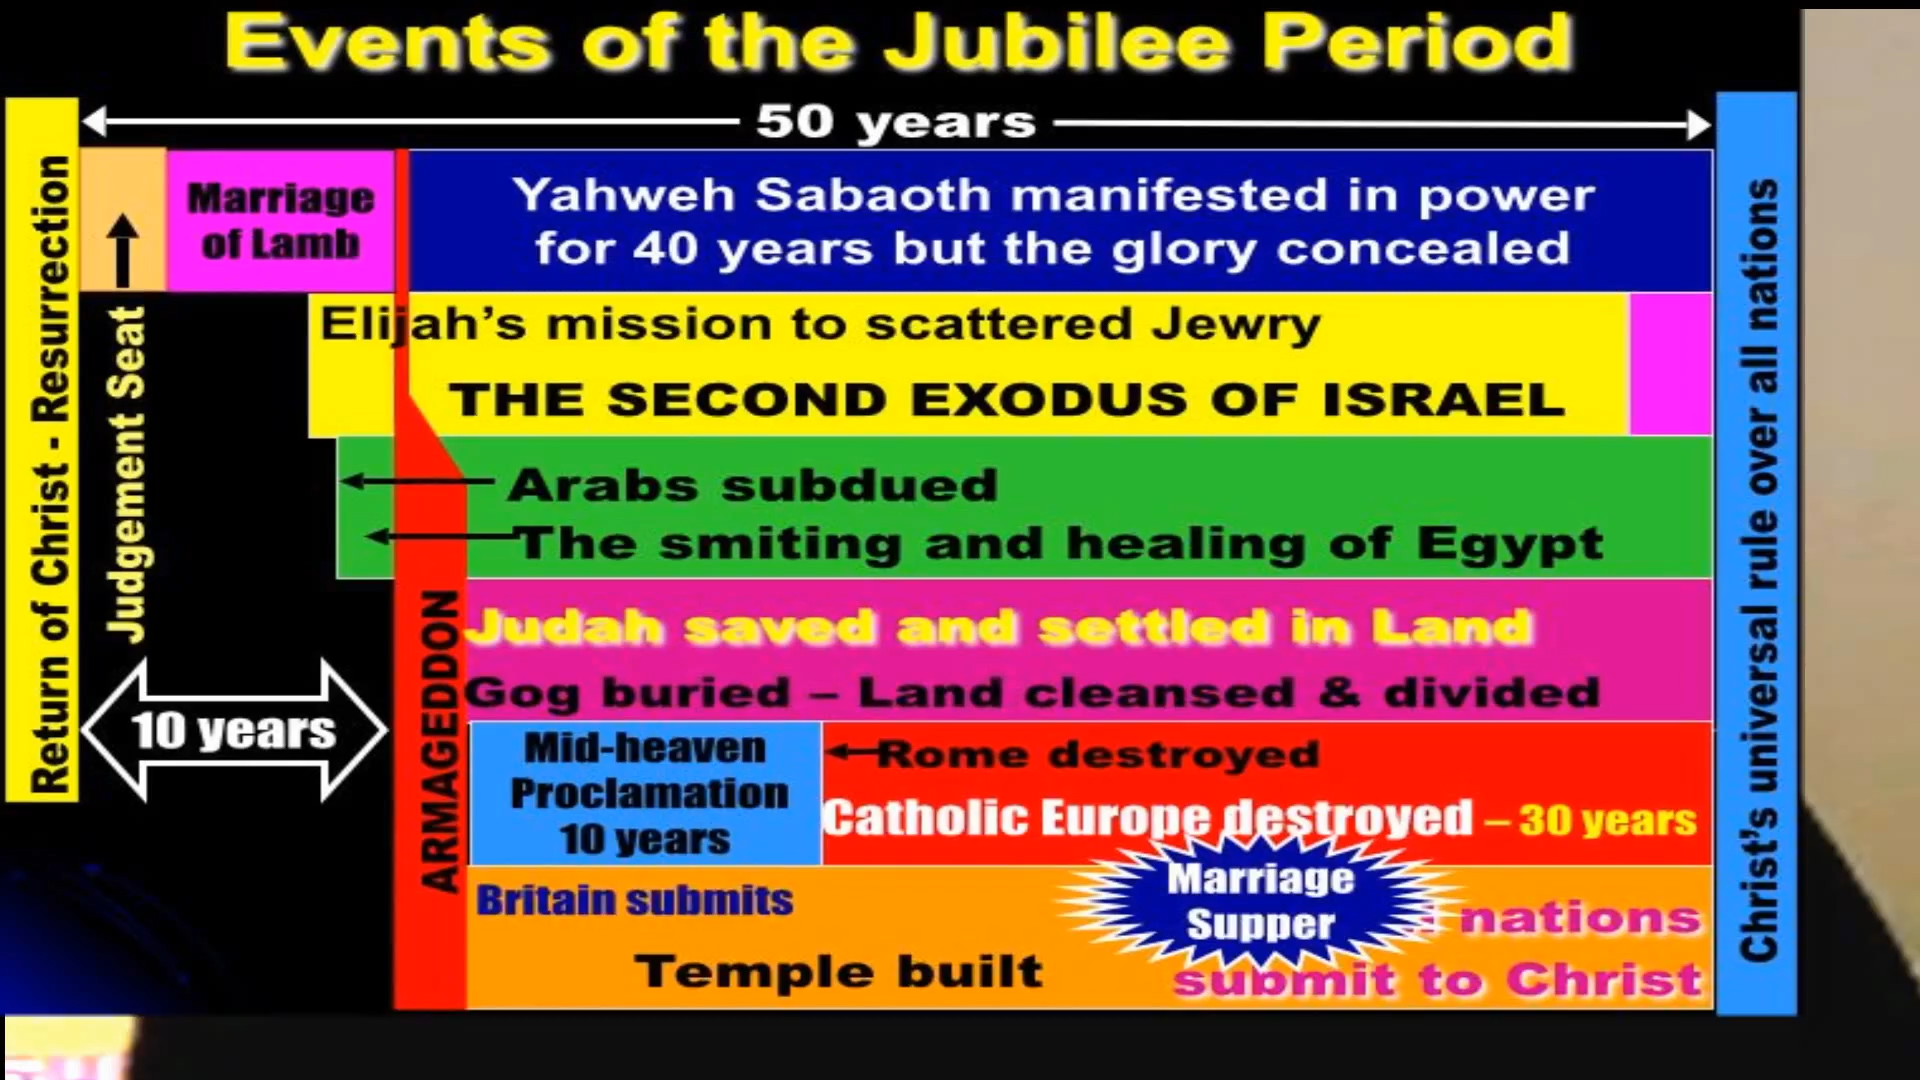 Events of the Jubilee Period
50 years
Return of Christ - Resurrection
Judgement Seat
Marriage
of Lamb
Yahweh Sabaoth manifested in power
for 40 years but the glory concealed
Elijah’s mission to scattered Jewry
THE SECOND EXODUS OF ISRAEL
Arabs subdued
The smiting and healing of Egypt
10 years
ARMAGEDDON
Judah saved and settled in Land
Gog buried – Land cleansed & divided
Mid-heaven
Proclamation
10 years
Rome destroyed
Catholic Europe destroyed – 30 years
Britain submits
Temple built
Marriage
Supper
nations
submit to Christ
Christ’s universal rule over all nations